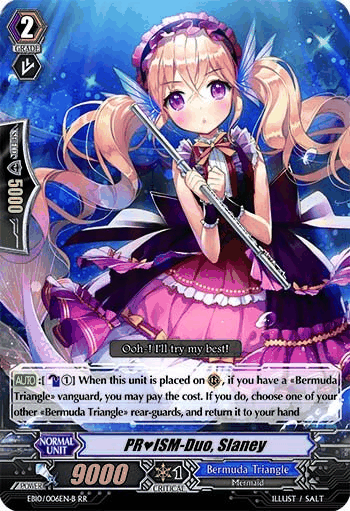 2
GRADE
5000
SHIELD
Ooh-! I'll try my best!
AUTO :[ ①] When this unit is placed on , if you have a «Bermuda
Triangle» vanguard, you may pay the cost. If you do, choose one of your
other «Bermuda Triangle» rear-guards, and return it to your hand
NORMAL
UNIT
PR♥ISM-Duo, Slaney
POWER
9000
1
CRITICAL
Bermuda Triangle
Mermaid
EB10/006EN-B RR
ILLUST / SALT